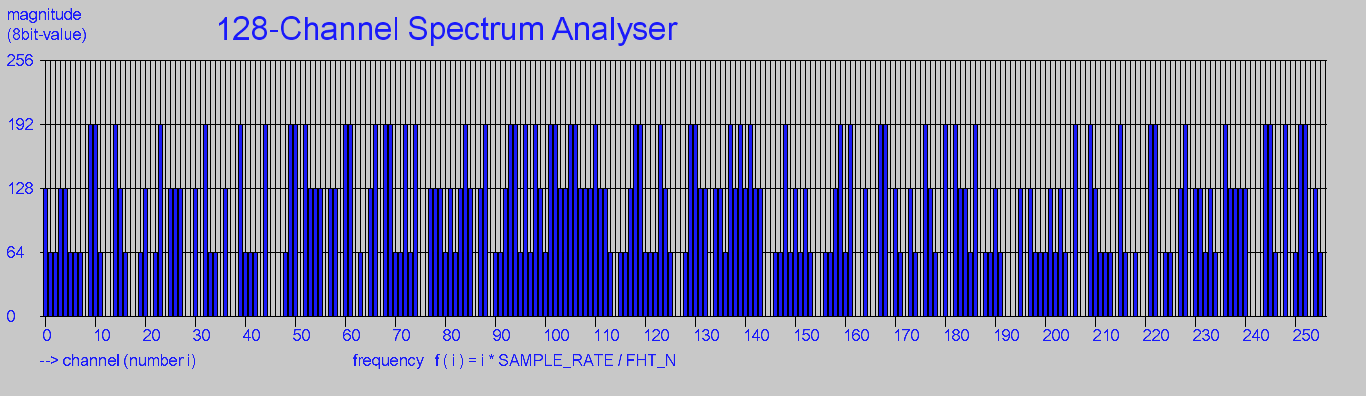 magnitude
(8bit-value)
128-Channel Spectrum Analyser
256
192
128
64
0
0 10 20 30 40 50 60 70 80 90 100 110 120 130 140 150 160 170 180 190 200 210 220 230 240 250
--> channel (number i)
frequency f ( i ) = i * SAMPLE_RATE / FHT_N